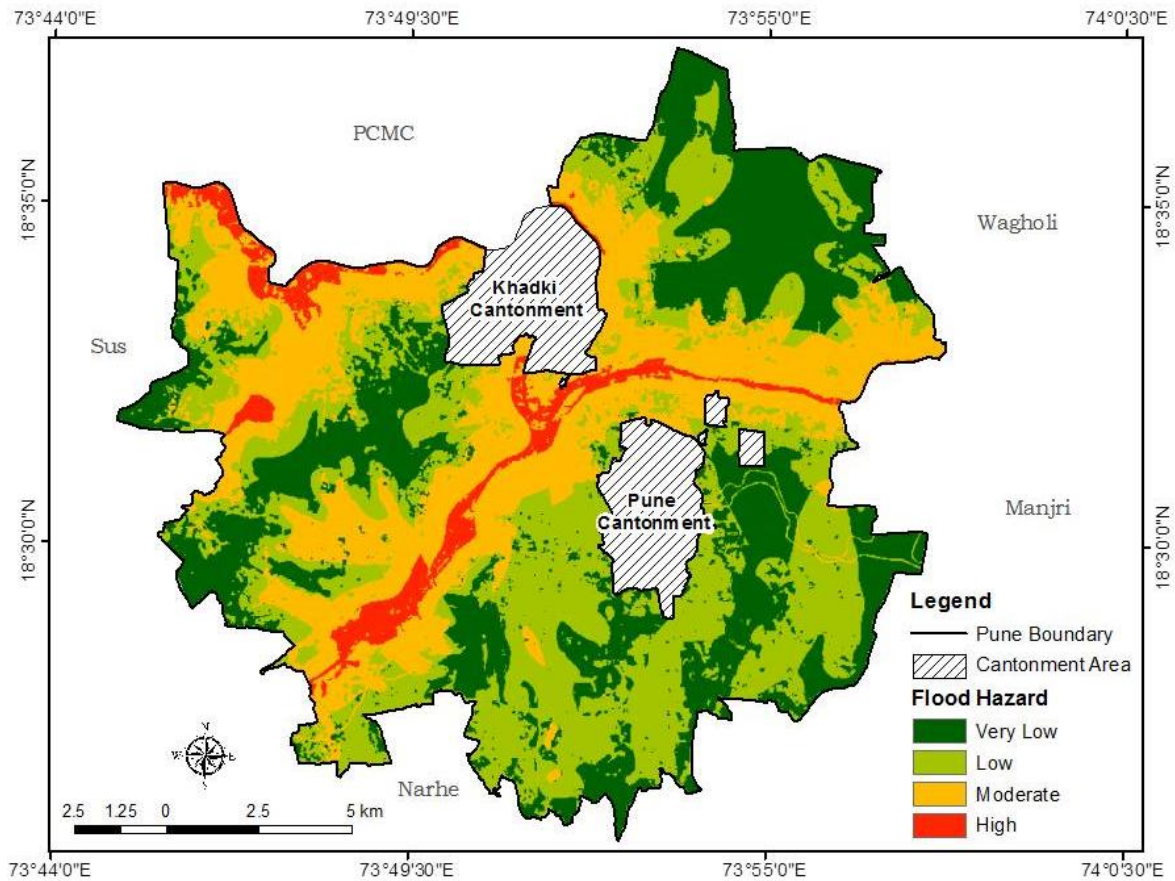 73°44'0"E 73°49'30"E 73°55'0"E 74°0'30"E
18°35'0"N
18°35'0"N
18°30'0"N
18°30'0"N
PCMC
Wagholi
Khadki
Cantonment
Sus
Pune
Cantonment
Manjri
Narhe
Legend
Pune Boundary
Cantonment Area
Flood Hazard
Very Low
Low
Moderate
High
N
W E
S
2.5 1.25 0 2.5 5 km
73°44'0"E 73°49'30"E 73°55'0"E 74°0'30"E